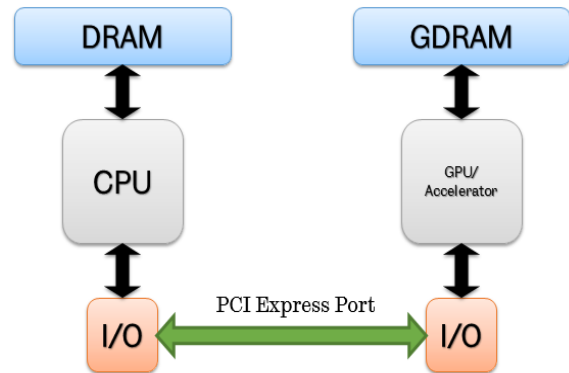 DRAM
GDRAM
CPU
GPU/
Accelerator
PCI Express Port
I/O
I/O